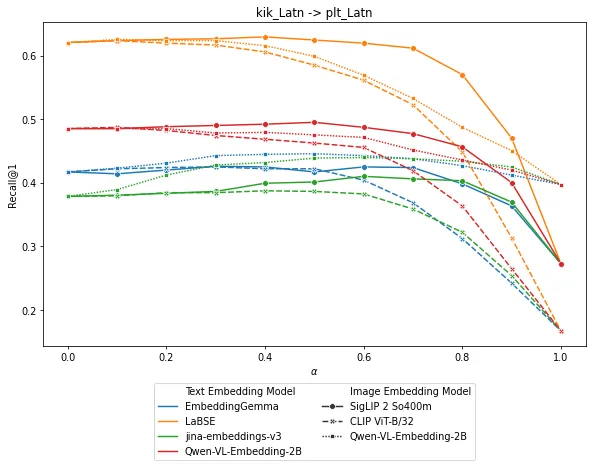 kik_Latn -> plt_Latn
Recall@1
0.6
0.5
0.4
0.3
0.2
0.0 0.2 0.4 0.6 0.8 1.0
α
Text Embedding Model Image Embedding Model
EmbeddingGemma SigLIP 2 So400m
LaBSE CLIP ViT-B/32
jina-embeddings-v3 Qwen-VL-Embedding-2B
Qwen-VL-Embedding-2B